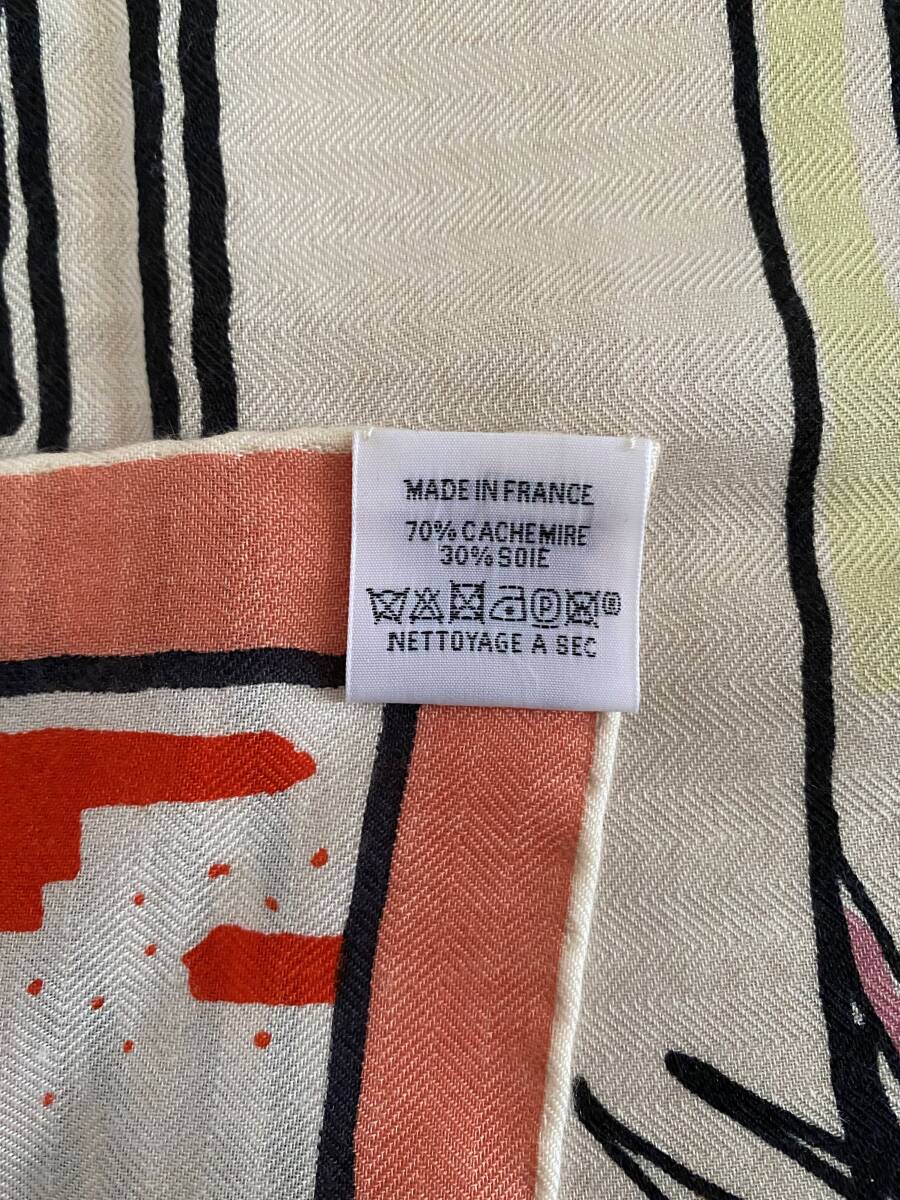 MADE IN FRANCE
70% CACHEMIRE
30% SOIE
P
NETTOYAGE A SEC